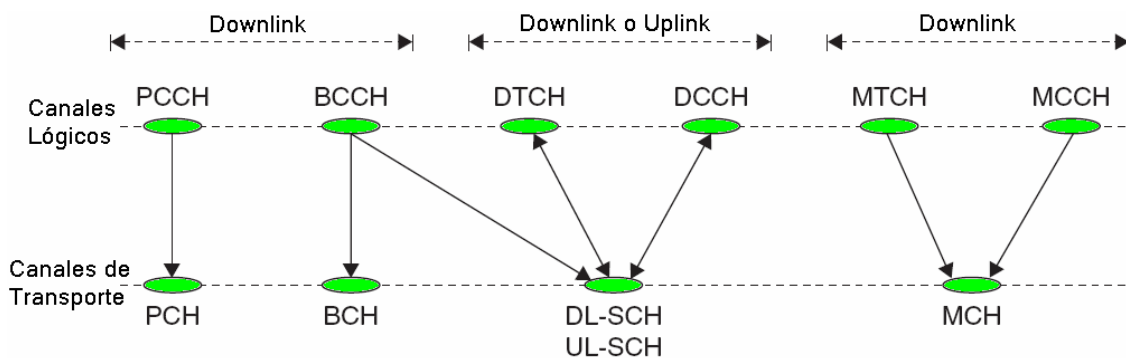 Downlink
Downlink o Uplink
Downlink
PCCH
BCCH
DTCH
DCCH
MTCH
MCCH
Canales
Lógicos
Canales de
Transporte
PCH
BCH
DL-SCH
UL-SCH
MCH